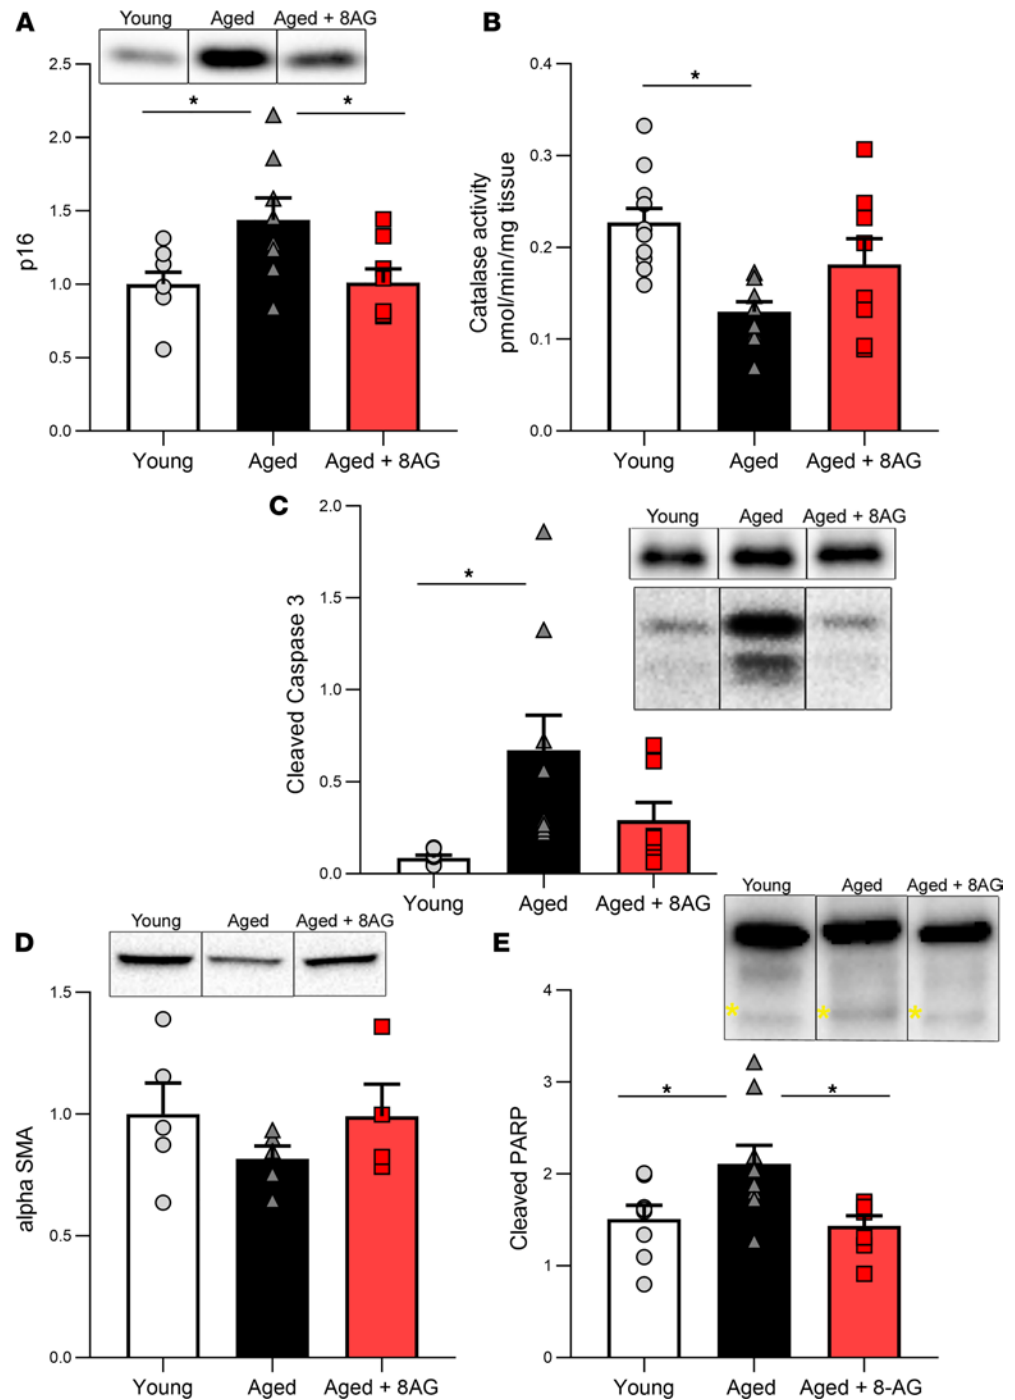 A
Young Aged Aged + 8AG
p16
2.5
2.0
1.5
1.0
0.5
0.0
* *
Young Aged Aged + 8AG
B
Catalase activity
pmol/min/mg tissue
0.4
0.3
0.2
0.1
0.0
*
Young Aged Aged + 8AG
C
Cleaved Caspase 3
2.0
1.5
1.0
0.5
0.0
*
Young Aged Aged + 8AG
Young Aged Aged + 8AG
D
Young Aged Aged + 8AG
alpha SMA
1.5
1.0
0.5
0.0
Young Aged Aged + 8AG
E
Young Aged Aged + 8AG
* * *
Cleaved PARP
4
3
2
1
0
* *
Young Aged Aged + 8-AG